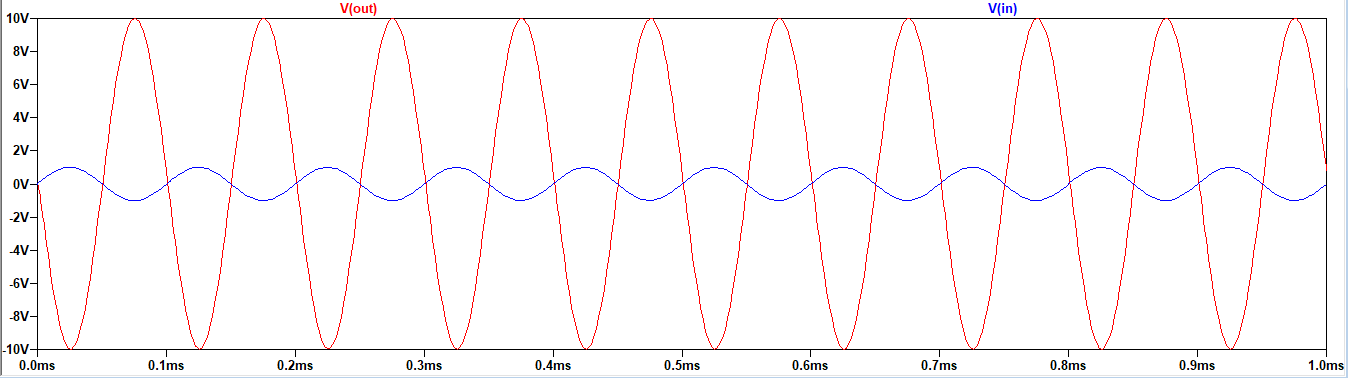 V(out) V(in)
10V
8V
6V
4V
2V
0V
-2V
-4V
-6V
-8V
-10V
0.0ms 0.1ms 0.2ms 0.3ms 0.4ms 0.5ms 0.6ms 0.7ms 0.8ms 0.9ms 1.0ms